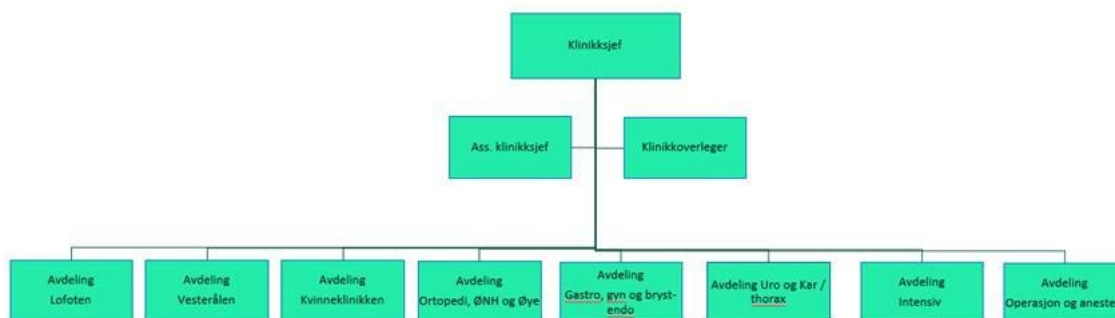 Klinikksjef
Ass. klinikksjef
Klinikkoverleger
Avdeling
Lofoten
Avdeling
Vesterålen
Avdeling
Kvinneklinikken
Avdeling
Ortopedi, ØNH og Øye
Avdeling
Gastro, gyn og bryst-
endo
Avdeling Uro og Kar /
thorax
Avdeling
Intensiv
Avdeling
Operasjon og aneste